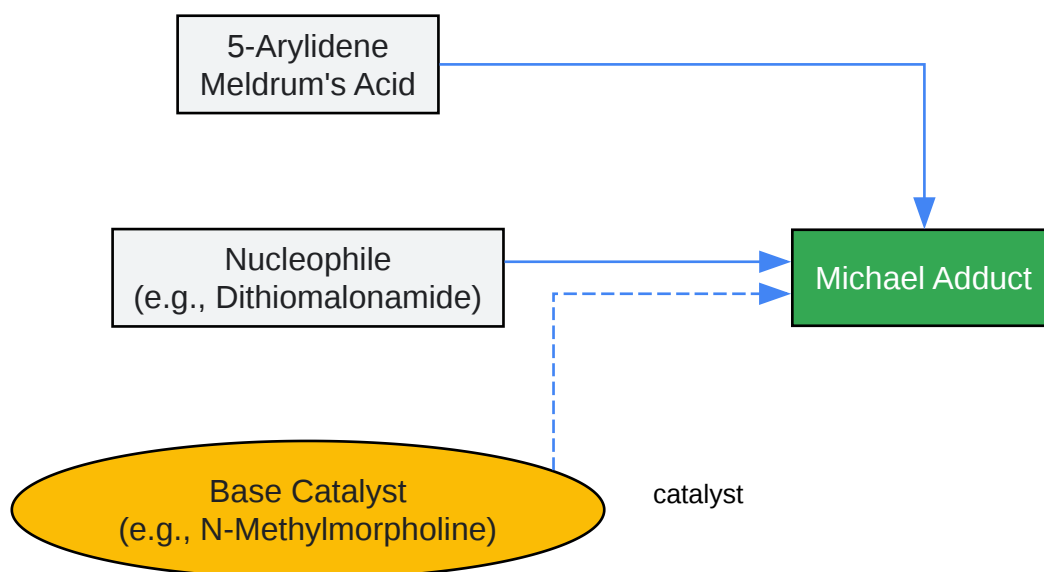 5-Arylidene
Meldrum's Acid
Nucleophile
(e.g., Dithiomalonamide)
Michael Adduct
Base Catalyst
(e.g., N-Methylmorpholine)
catalyst